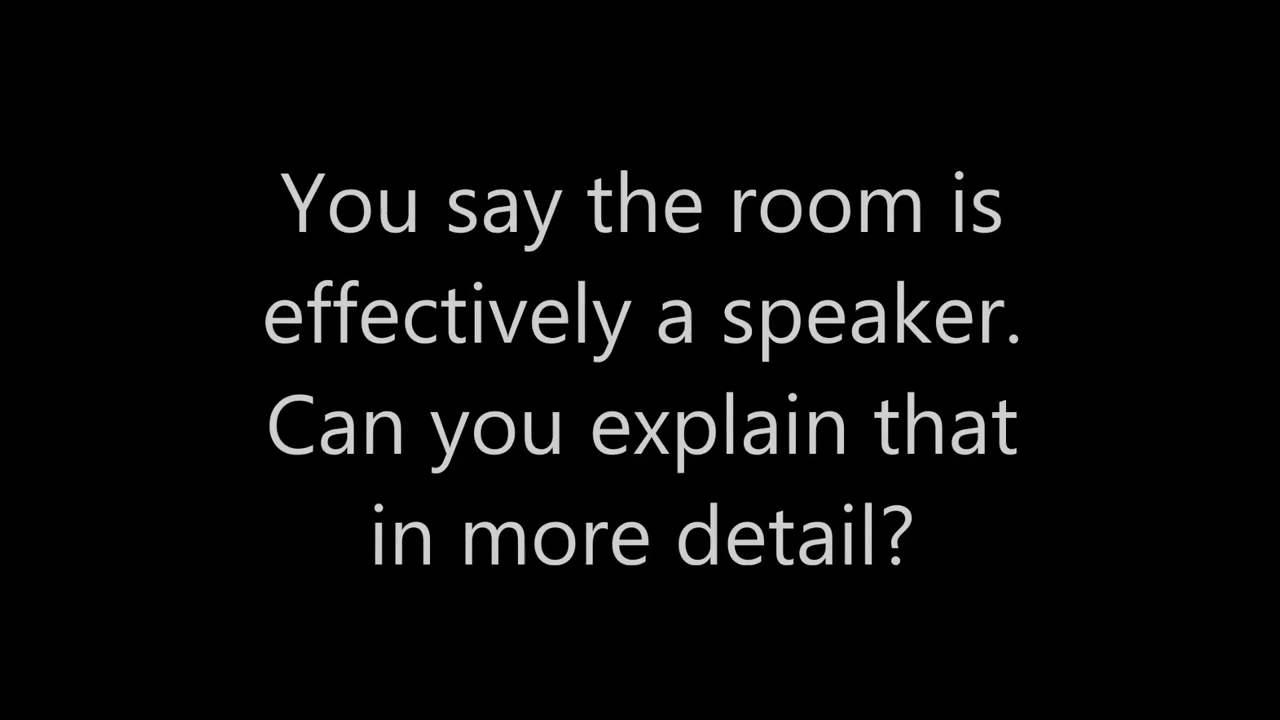 You say the room is
effectively a speaker.
Can you explain that
in more detail?